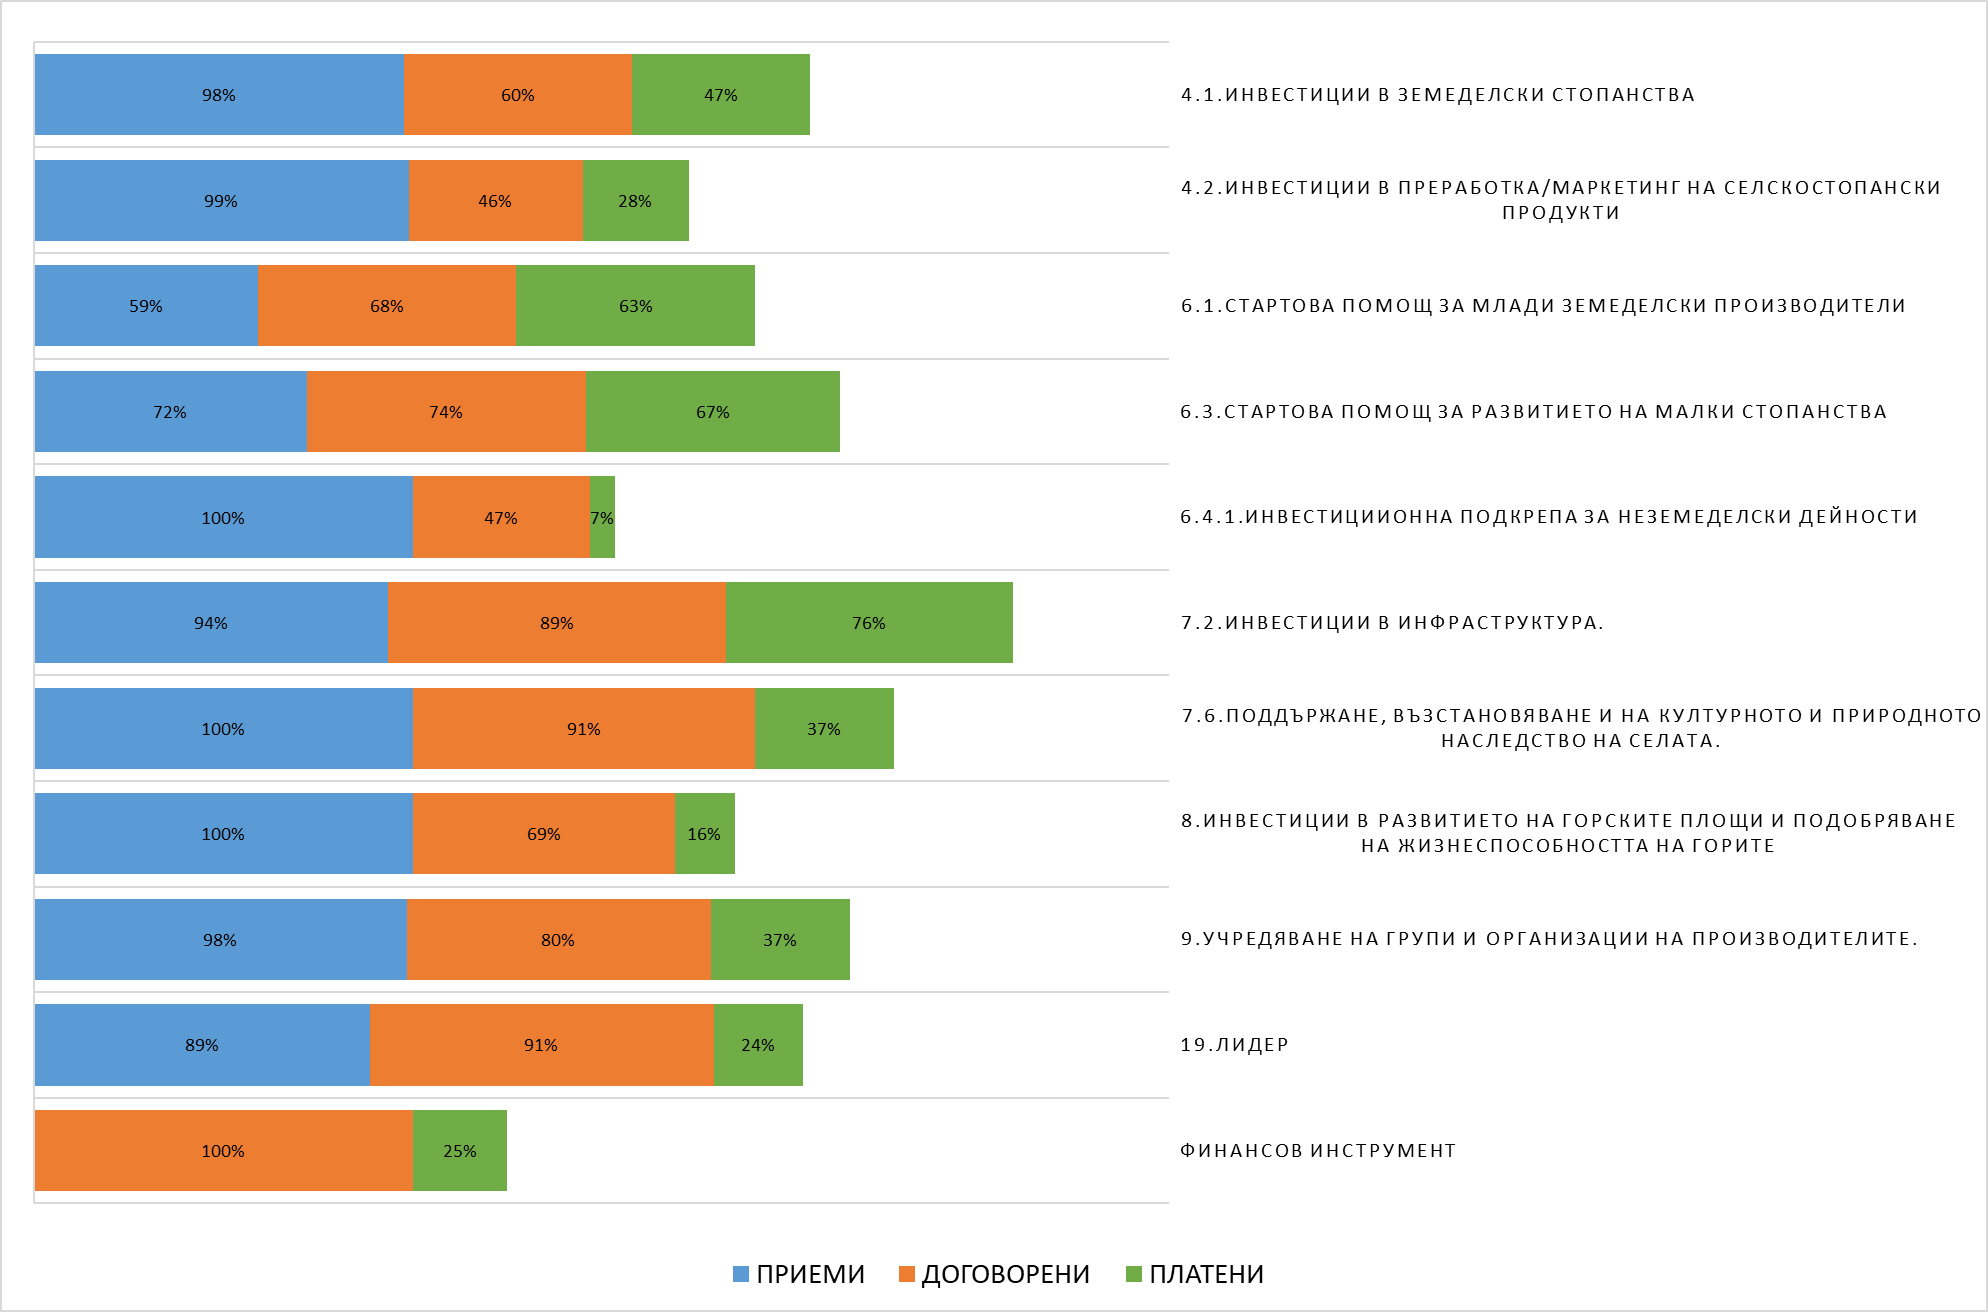 98% 60% 47% 4.1.ИНВЕСТИЦИИ В ЗЕМЕДЕЛСКИ СТОПАНСТВА
99% 46% 28% 4.2.ИНВЕСТИЦИИ В ПРЕРАБОТКА/МАРКЕТИНГ НА СЕЛСКОСТОПАНСКИ
ПРОДУКТИ
59% 68% 63% 6.1.СТАРТОВА ПОМОЩ ЗА МЛАДИ ЗЕМЕДЕЛСКИ ПРОИЗВОДИТЕЛИ
72% 74% 67% 6.3.СТАРТОВА ПОМОЩ ЗА РАЗВИТИЕТО НА МАЛКИ СТОПАНСТВА
100% 47% 7% 6.4.1.ИНВЕСТИЦИИОННА ПОДКРЕПА ЗА НЕЗЕМЕДЕЛСКИ ДЕЙНОСТИ
94% 89% 76% 7.2.ИНВЕСТИЦИИ В ИНФРАСТРУКТУРА.
100% 91% 37% 7.6.ПОДДЪРЖАНЕ, ВЪЗСТАНОВЯВАНЕ И НА КУЛТУРНОТО И ПРИРОДНОТО
НАСЛЕДСТВО НА СЕЛАТА.
100% 69% 16% 8.ИНВЕСТИЦИИ В РАЗВИТИЕТО НА ГОРСКИТЕ ПЛОЩИ И ПОДОБРЯВАНЕ
НА ЖИЗНЕСПОСОБНОСТТА НА ГОРИТЕ
98% 80% 37% 9.УЧРЕДЯВАНЕ НА ГРУПИ И ОРГАНИЗАЦИИ НА ПРОИЗВОДИТЕЛИТЕ.
89% 91% 24% 19.ЛИДЕР
100% 25% ФИНАНСОВ ИНСТРУМЕНТ
ПРИЕМИ ДОГОВОРЕНИ ПЛАТЕНИ